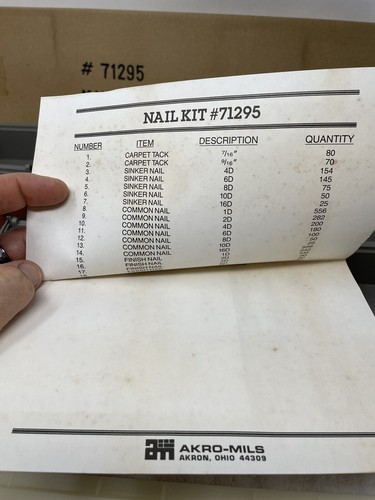 # 71295
NAIL KIT #71295
NUMBER ITEM DESCRIPTION QUANTITY
1. CARPET TACK 7/16" 80
2. CARPET TACK 9/16" 70
3. SINKER NAIL 4D 154
4. SINKER NAIL 6D 145
5. SINKER NAIL 8D 75
6. SINKER NAIL 10D 50
7. SINKER NAIL 16D 25
8. COMMON NAIL 1D 556
9. COMMON NAIL 2D 282
10. COMMON NAIL 4D 200
11. COMMON NAIL 6D 180
12. COMMON NAIL 8D 100
13. COMMON NAIL 10D 50
14. COMMON NAIL 16D
15. FINISH NAIL
16. FINISH NAIL
17
AKRO-MILS
AKRON, OHIO 44309